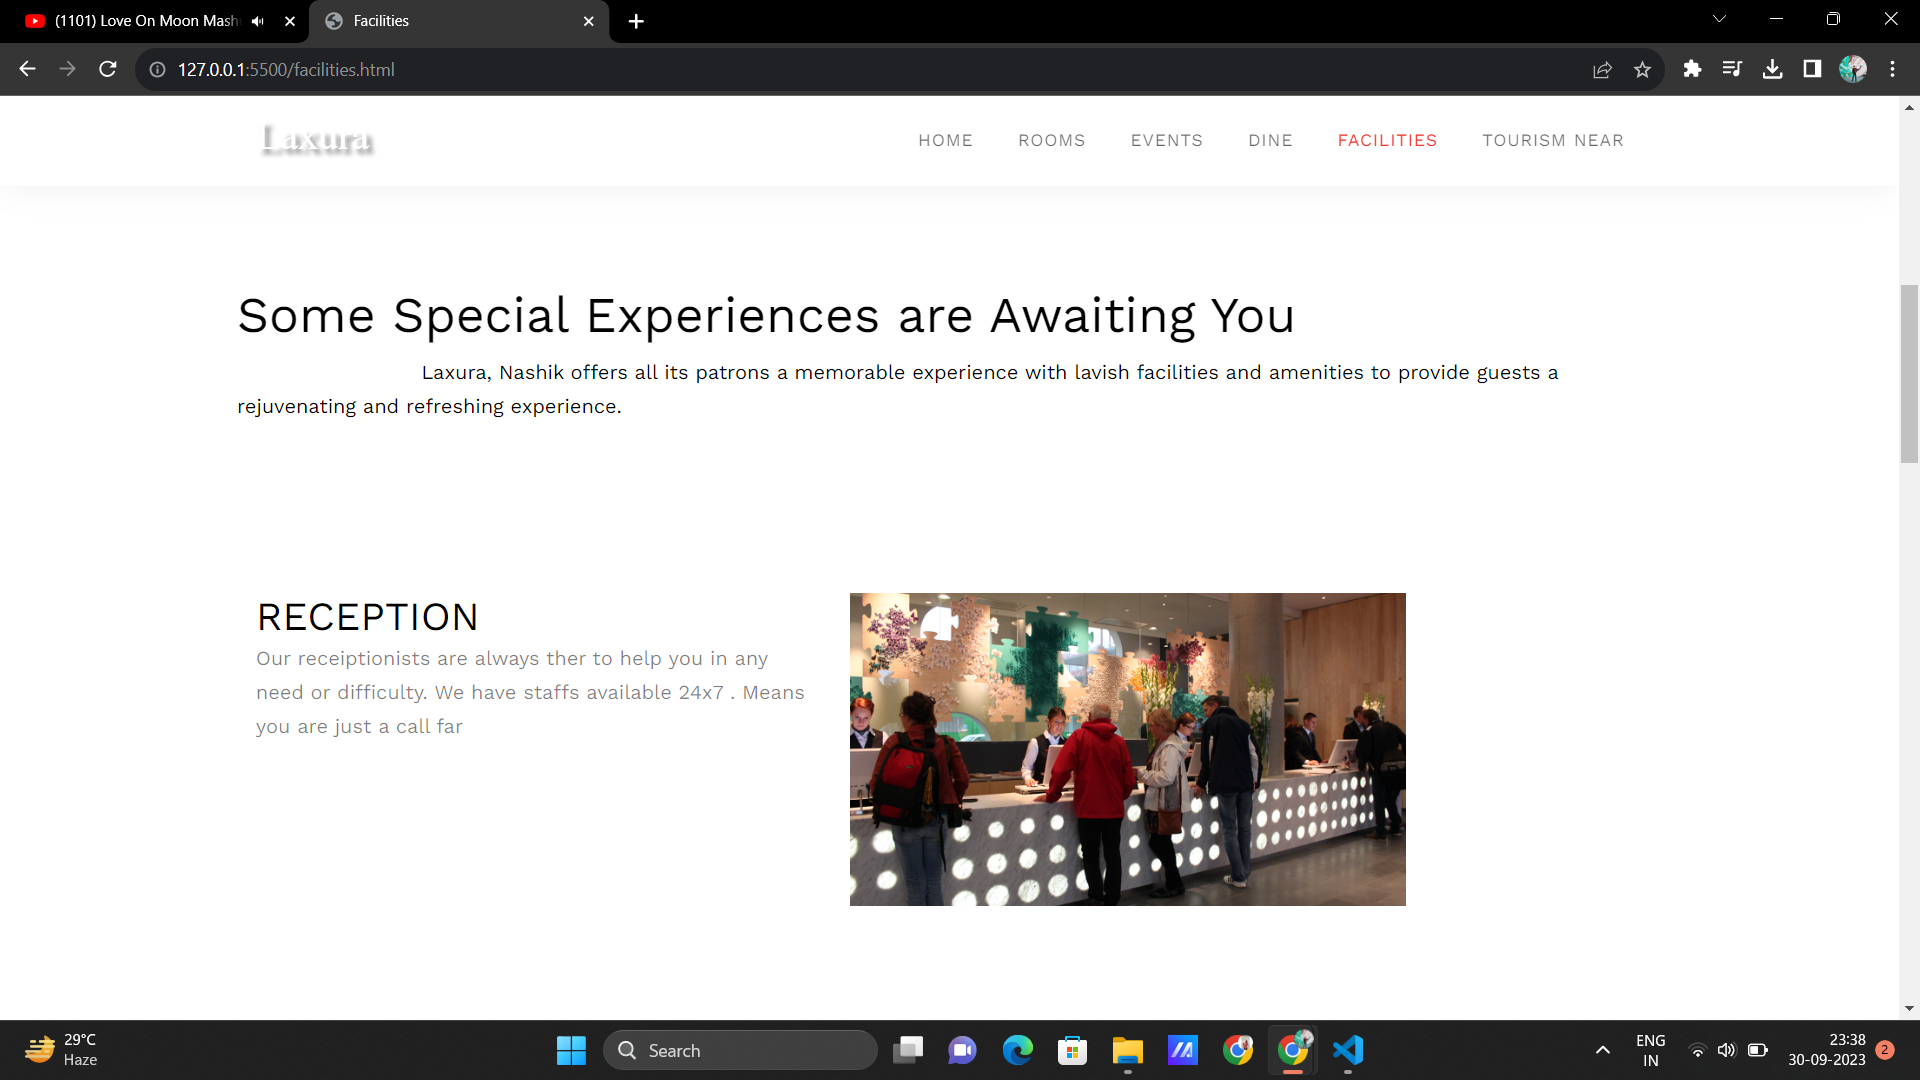 (1101) Love On Moon Mash
Facilities
127.0.0.1:5500/facilities.html
Laxura
HOME ROOMS EVENTS DINE FACILITIES TOURISM NEAR
Some Special Experiences are Awaiting You
Laxura, Nashik offers all its patrons a memorable experience with lavish facilities and amenities to provide guests a
rejuvenating and refreshing experience.
RECEPTION
Our receiptionists are always ther to help you in any
need or difficulty. We have staffs available 24x7 . Means
you are just a call far
29°C
Haze
Search
ENG
IN
23:38
30-09-2023
2